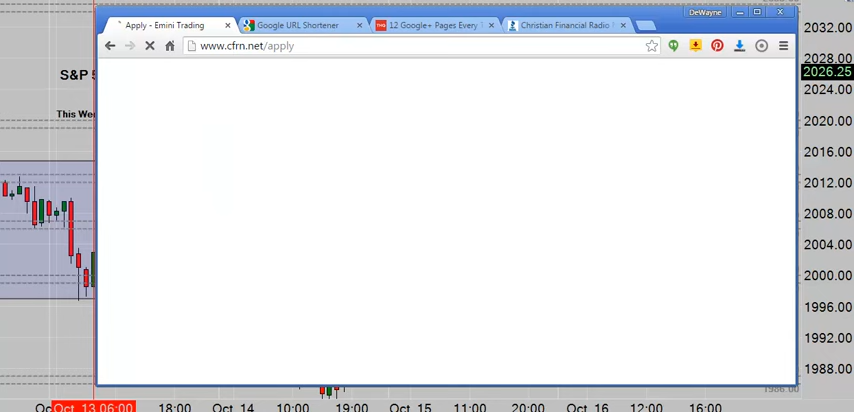 DeWayne
Apply - Emini Trading
Google URL Shortener
12 Google+ Pages Every
Christian Financial Radio
www.cfrn.net/apply
S&P
This
2032.00
2028.00
2026.25
2024.00
2020.00
2016.00
2012.00
2008.00
2004.00
2000.00
1996.00
1992.00
1988.00
1986.00
Oct. 13 06:00
18:00
Oct. 14
10:00
19:00
Oct. 15
11:00
20:00
Oct. 16
12:00
16:00